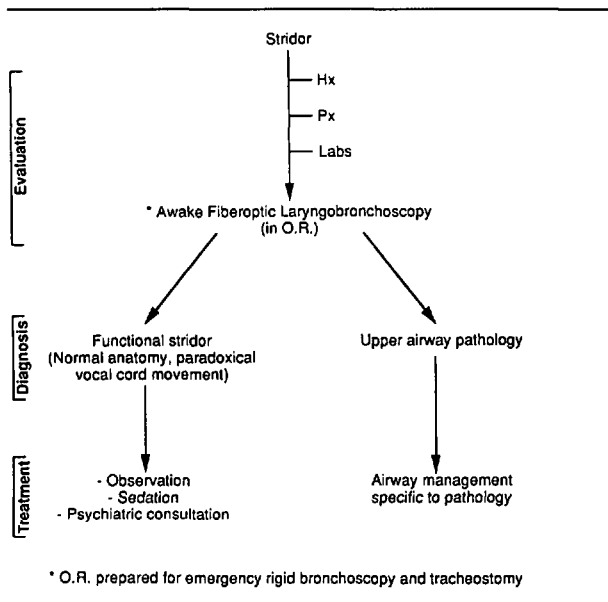 Stridor
Evaluation
Hx
Px
Labs
* Awake Fiberoptic Laryngobronchoscopy
(in O.R.)
Diagnosis
Functional stridor
(Normal anatomy, paradoxical
vocal cord movement)
Upper airway pathology
Treatment
- Observation
- Sedation
- Psychiatric consultation
Airway management
specific to pathology
* O.R. prepared for emergency rigid bronchoscopy and tracheostomy